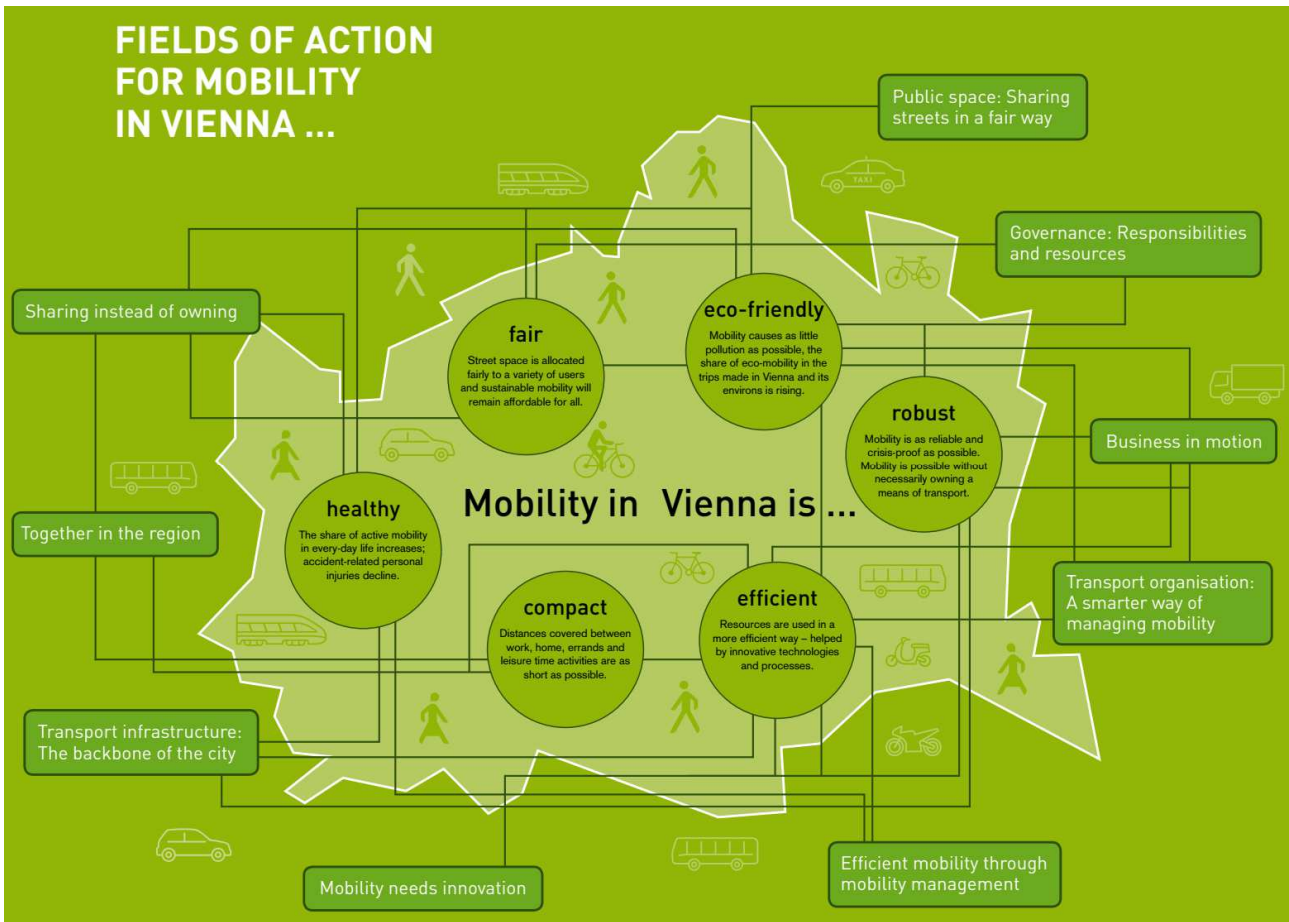 FIELDS OF ACTION
FOR MOBILITY
IN VIENNA ...
Public space: Sharing
streets in a fair way
TAXI
Governance: Responsibilities
and resources
Sharing instead of owning
fair
Street space is allocated
fairly to a variety of users
and sustainable mobility will
remain affordable for all.
eco-friendly
Mobility causes as little
pollution as possible, the
share of eco-mobility in the
trips made in Vienna and its
environs is rising.
robust
Mobility is as reliable and
crisis-proof as possible.
Mobility is possible without
necessarily owning a
means of transport.
Business in motion
Mobility in Vienna is ...
healthy
The share of active mobility
in every-day life increases;
accident-related personal
injuries decline.
Together in the region
compact
Distances covered between
work, home, errands and
leisure time activities are as
short as possible.
efficient
Resources are used in a
more efficient way – helped
by innovative technologies
and processes.
Transport organisation:
A smarter way of
managing mobility
Transport infrastructure:
The backbone of the city
Mobility needs innovation
Efficient mobility through
mobility management